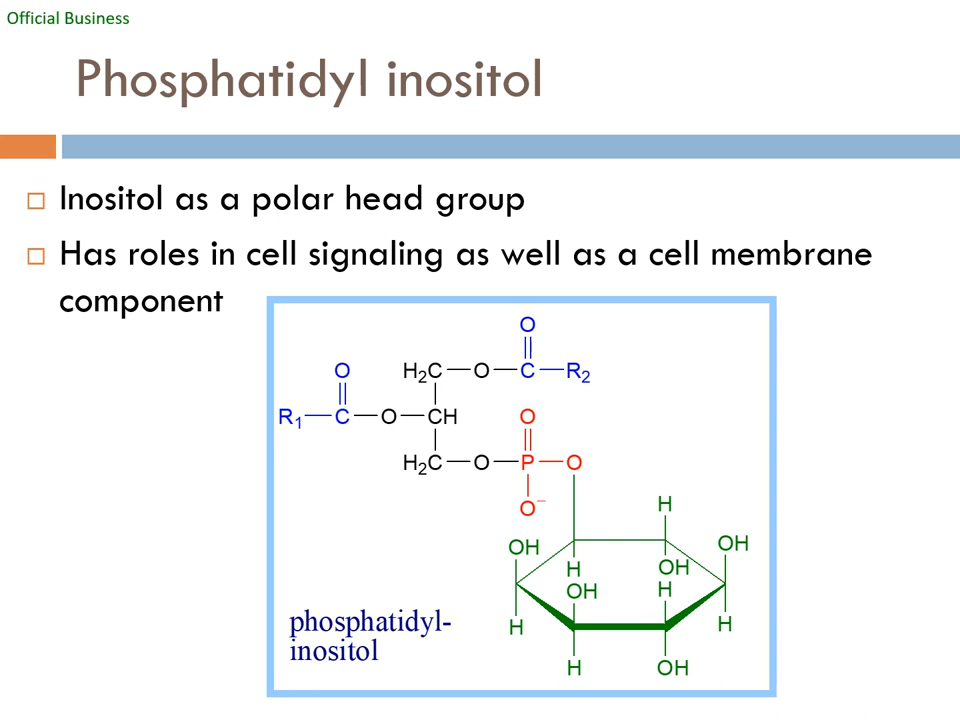 Official Business
Phosphatidyl inositol
Inositol as a polar head group
Has roles in cell signaling as well as a cell membrane
component
O
O H₂C O C R₂
R₁ C O CH O
H₂C O P O
O⁻ H
OH OH
H OH
OH H
H H
H OH
phosphatidyl-
inositol